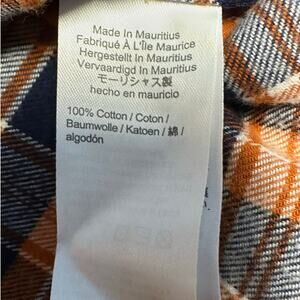 Made In Mauritius
Fabriqué À L'Île Maurice
Hergestellt In Mauritius
Vervaardigd In Mauritius
モーリシャス製
hecho en mauricio
100% Cotton / Coton /
Baumwolle / Katoen / 綿 /
algodón